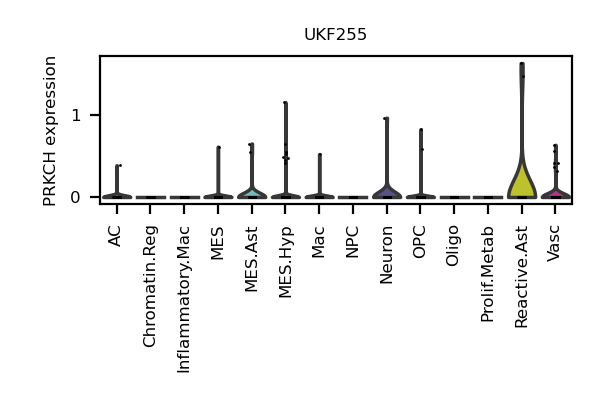 UKF255
PRKCH expression
1
0
AC
Chromatin.Reg
Inflammatory.Mac
MES
MES.Ast
MES.Hyp
Mac
NPC
Neuron
OPC
Oligo
Prolif.Metab
Reactive.Ast
Vasc